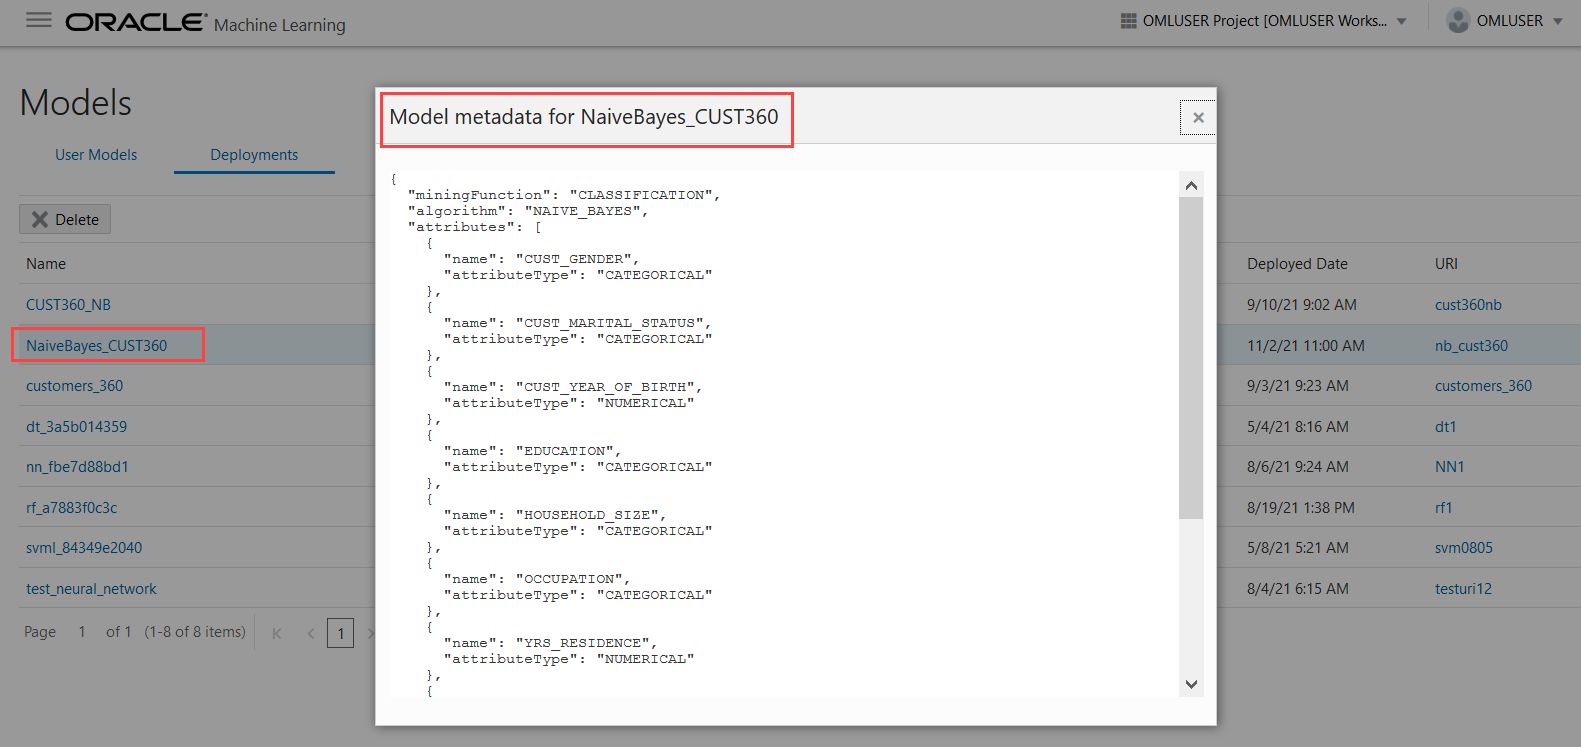 ORACLE Machine Learning
OMLUSER Project [OMLUSER Works...
OMLUSER
Models
User Models
Deployments
Delete
Name
Deployed Date
URI
CUST360_NB
9/10/21 9:02 AM
cust360nb
NaiveBayes_CUST360
11/2/21 11:00 AM
nb_cust360
customers_360
9/3/21 9:23 AM
customers_360
dt_3a5b014359
5/4/21 8:16 AM
dt1
nn_fbe7d88bd1
8/6/21 9:24 AM
NN1
rf_a7883f0c3c
8/19/21 1:38 PM
rf1
svml_84349e2040
5/8/21 5:21 AM
svm0805
test_neural_network
8/4/21 6:15 AM
testuri12
Page 1 of 1 (1-8 of 8 items) 1
Model metadata for NaiveBayes_CUST360
{
"miningFunction": "CLASSIFICATION",
"algorithm": "NAIVE_BAYES",
"attributes": [
{
"name": "CUST_GENDER",
"attributeType": "CATEGORICAL"
},
{
"name": "CUST_MARITAL_STATUS",
"attributeType": "CATEGORICAL"
},
{
"name": "CUST_YEAR_OF_BIRTH",
"attributeType": "NUMERICAL"
},
{
"name": "EDUCATION",
"attributeType": "CATEGORICAL"
},
{
"name": "HOUSEHOLD_SIZE",
"attributeType": "CATEGORICAL"
},
{
"name": "OCCUPATION",
"attributeType": "CATEGORICAL"
},
{
"name": "YRS_RESIDENCE",
"attributeType": "NUMERICAL"
},
{